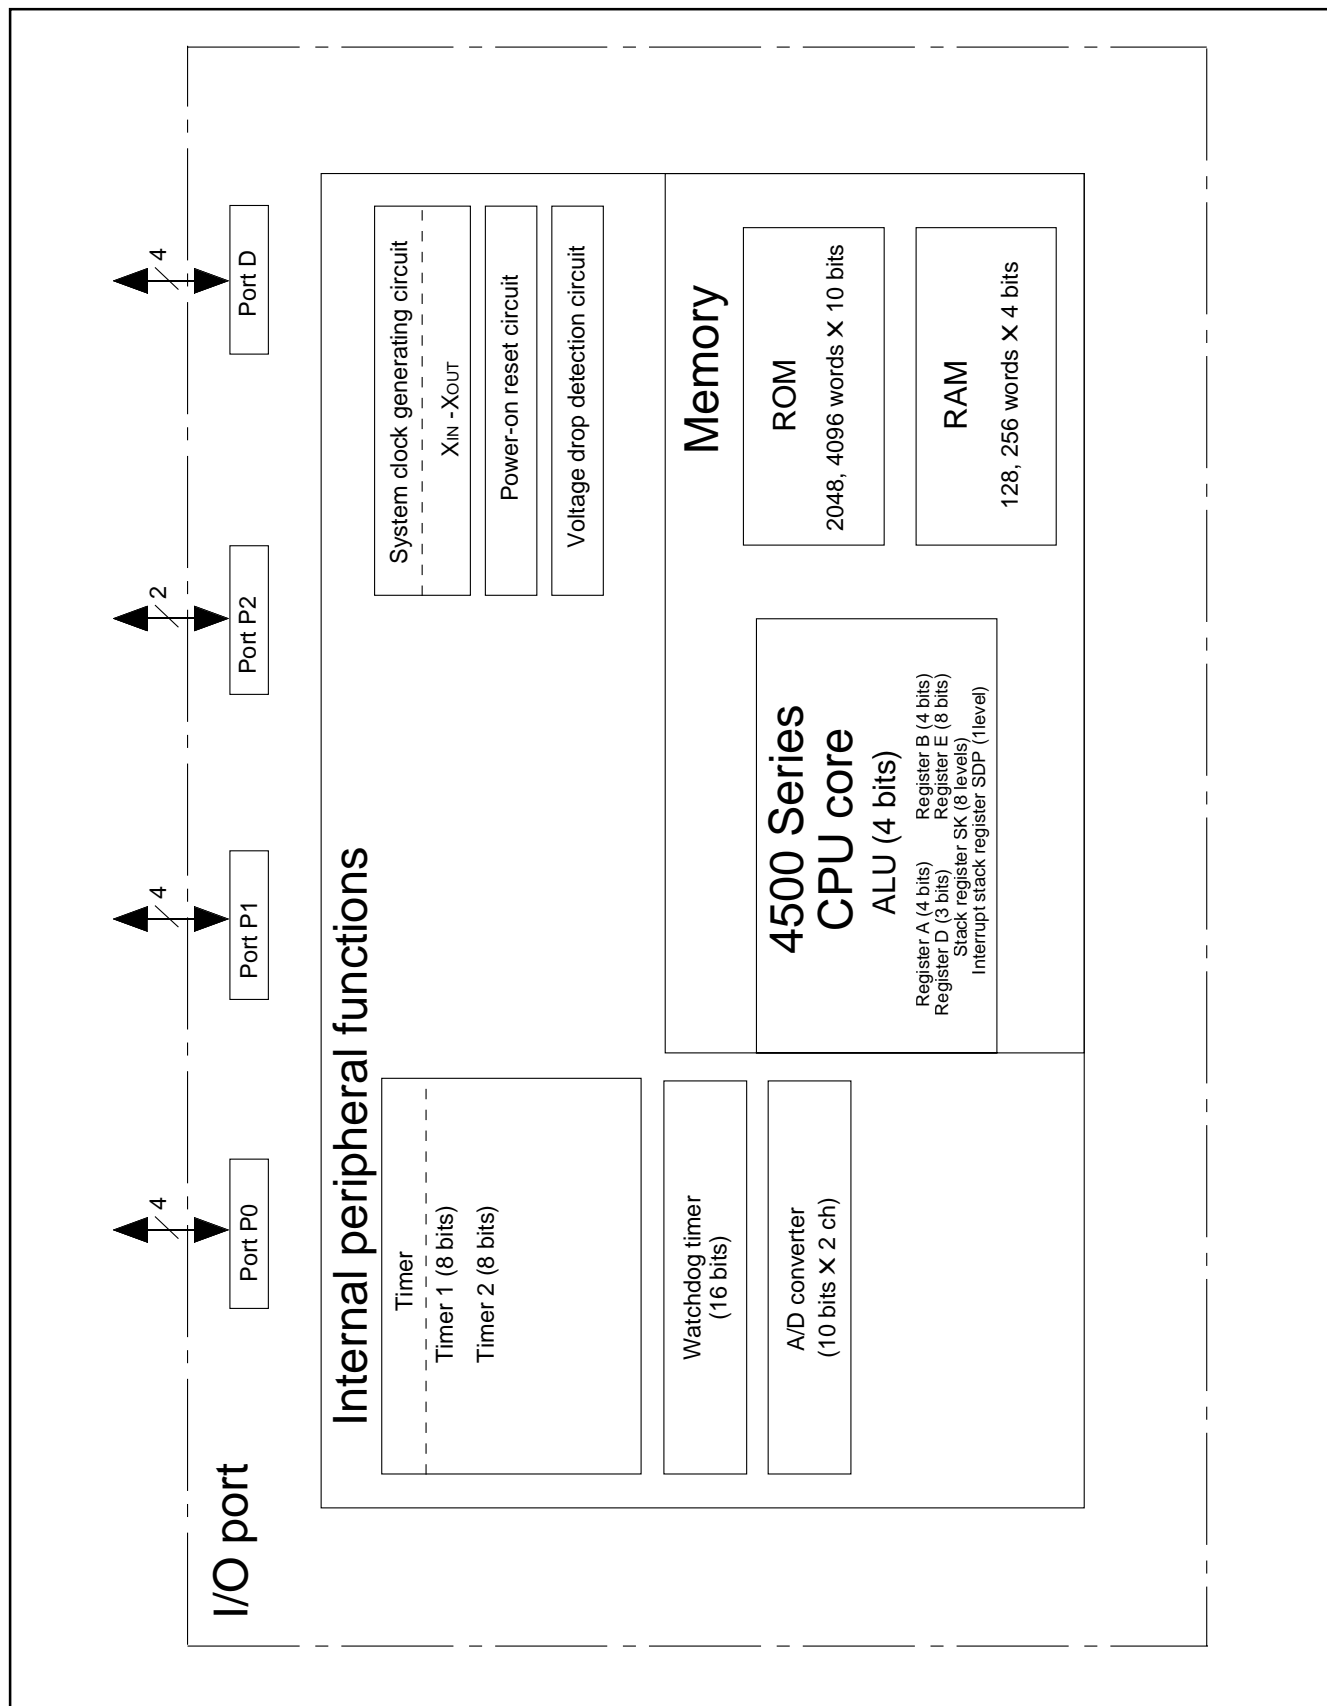 I/O port
4
Port P0
4
Port P1
2
Port P2
4
Port D
Internal peripheral functions
Timer
Timer 1 (8 bits)
Timer 2 (8 bits)
Watchdog timer
(16 bits)
A/D converter
(10 bits ✕ 2 ch)
System clock generating circuit
XIN -XOUT
Power-on reset circuit
Voltage drop detection circuit
4500 Series
CPU core
ALU (4 bits)
Register A (4 bits) Register B (4 bits)
Register D (3 bits) Register E (8 bits)
Stack register SK (8 levels)
Interrupt stack register SDP (1level)
Memory
ROM
2048, 4096 words ✕ 10 bits
RAM
128, 256 words ✕ 4 bits